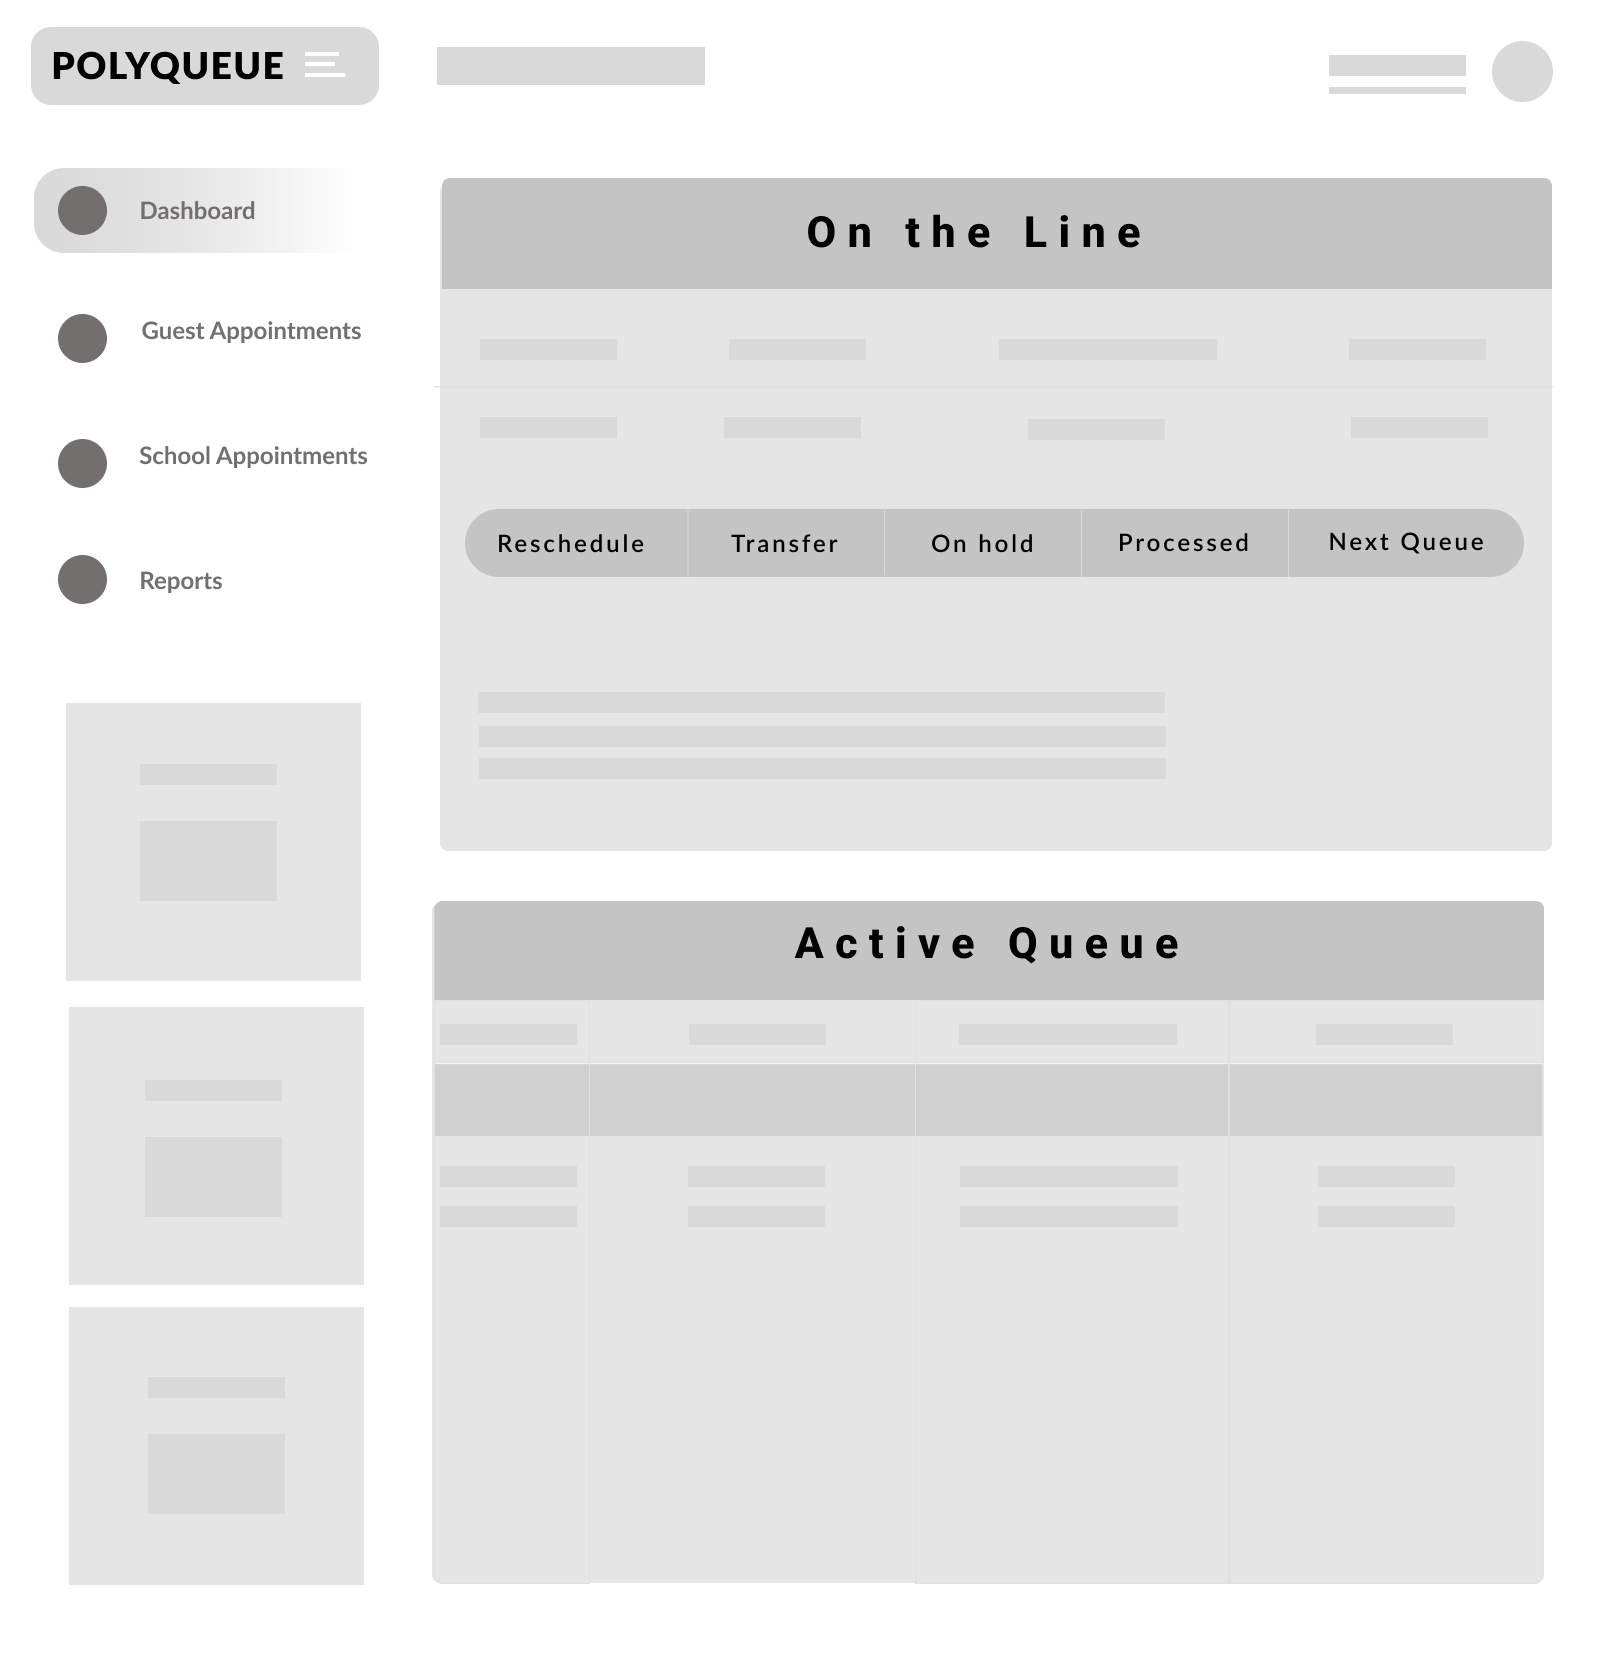 POLYQUEUE
Dashboard
Guest Appointments
School Appointments
Reports
On the Line
Reschedule Transfer On hold Processed Next Queue
Active Queue